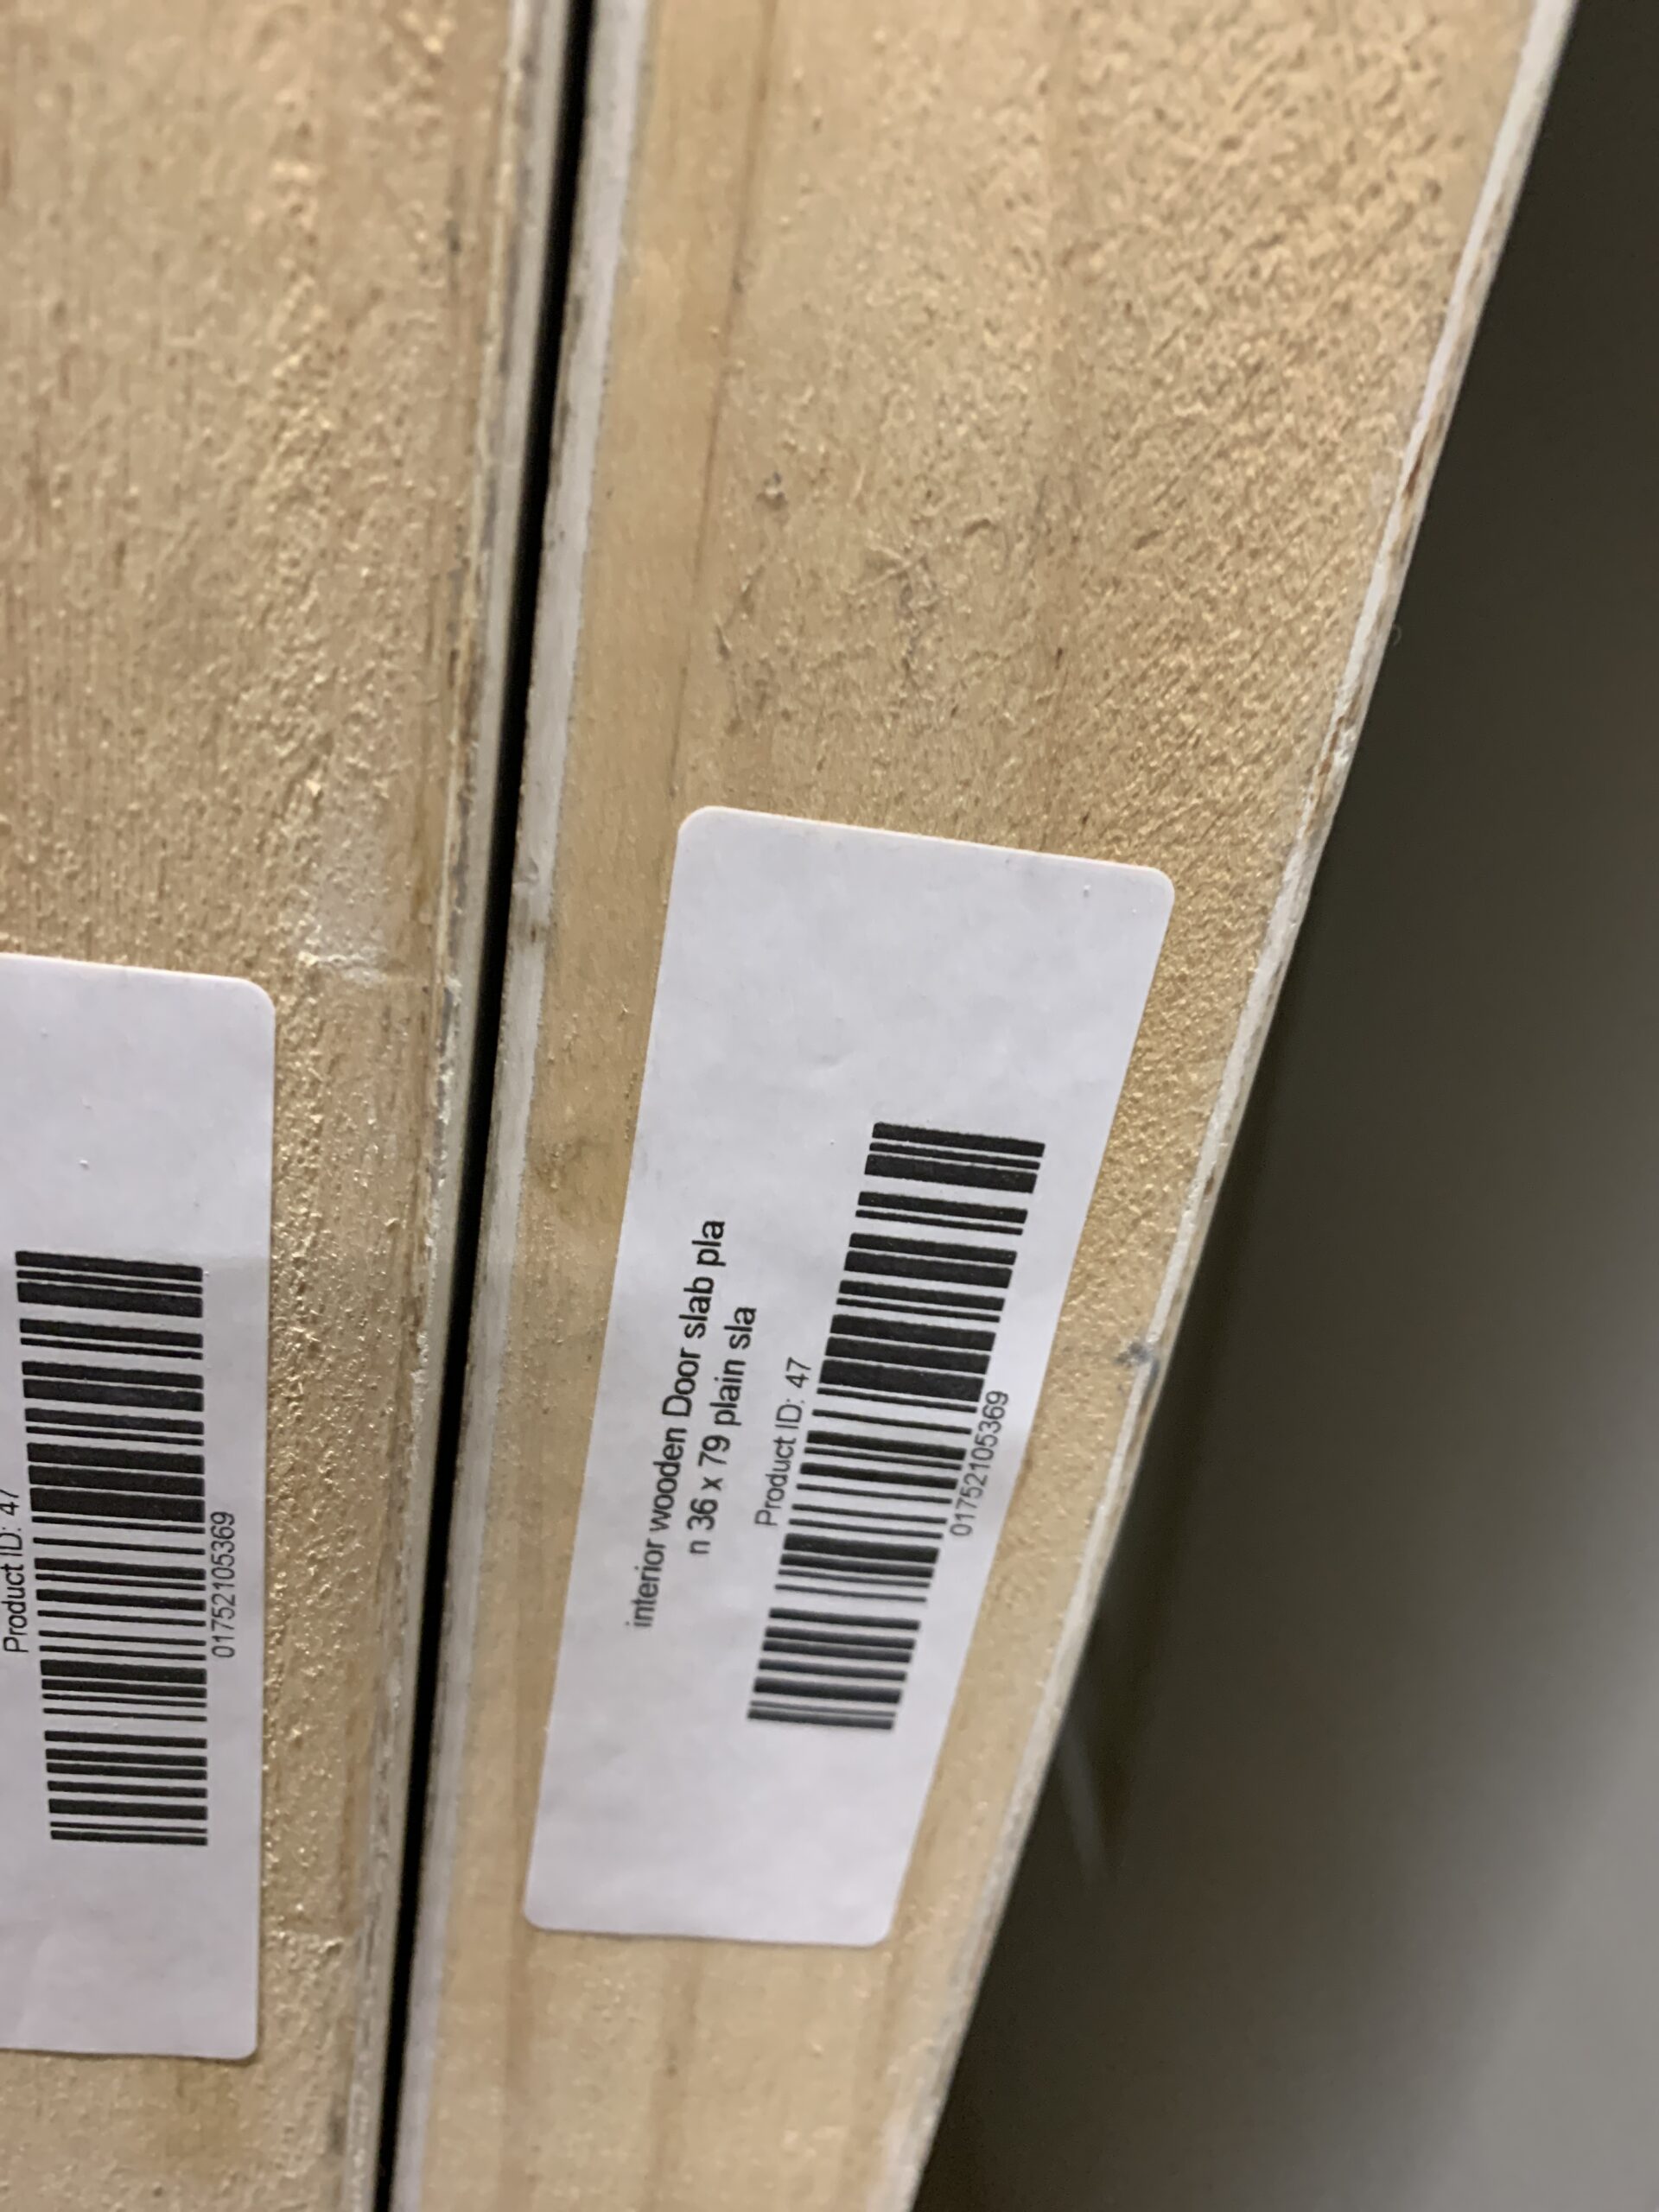 Product ID: 47
01752105369
interior wooden Door slab pla
n 36 x 79 plain sla
Product ID: 47
01752105369